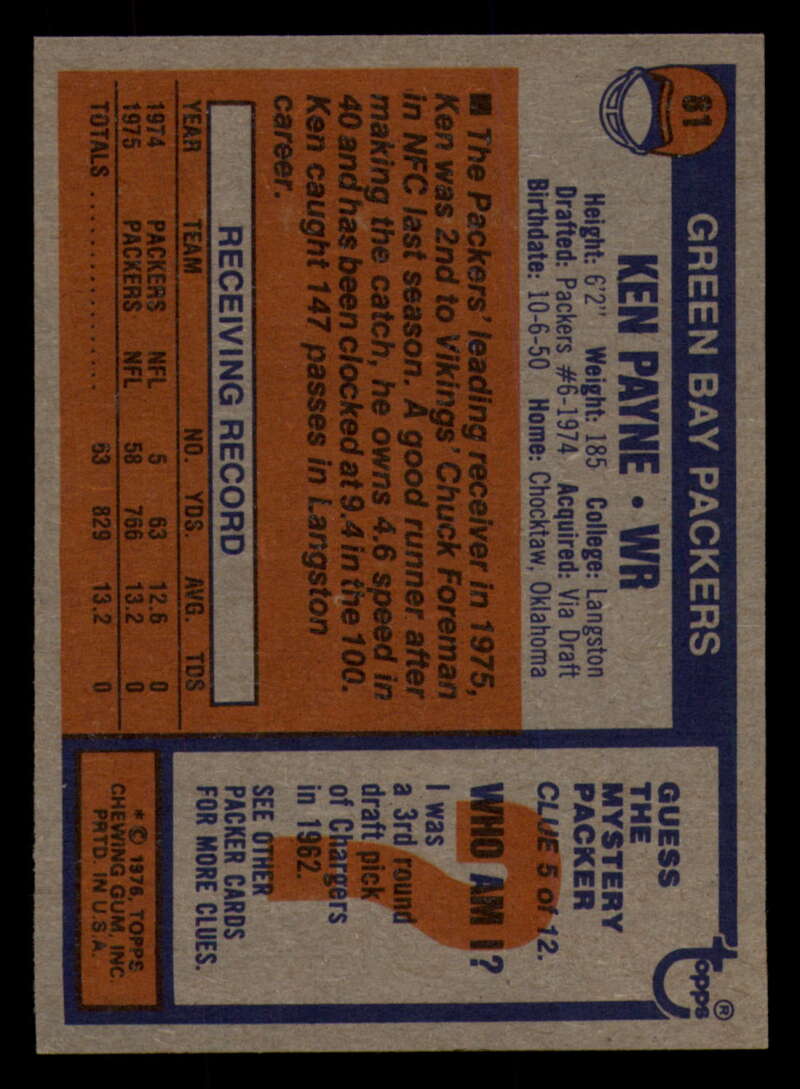 81
GREEN BAY PACKERS
KEN PAYNE • WR
Height: 6'2" Weight: 185 College: Langston
Drafted: Packers #6-1974 Acquired: Via Draft
Birthdate: 10-6-50 Home: Chocktaw, Oklahoma
The Packers' leading receiver in 1975,
Ken was 2nd to Vikings' Chuck Foreman
in NFC last season. A good runner after
making the catch, he owns 4.6 speed in
40 and has been clocked at 9.4 in the 100.
Ken caught 147 passes in Langston
career.
RECEIVING RECORD
YEAR TEAM NO. YDS. AVG. TDS
1974 PACKERS NFL 5 63 12.6 0
1975 PACKERS NFL 58 766 13.2 0
TOTALS ................ 63 829 13.2 0
topps®
GUESS
THE
MYSTERY
PACKER
CLUE 5 of 12.
?
WHO AM I?
I was
a 3rd round
draft pick
of Chargers
in 1962.
SEE OTHER
PACKER CARDS
FOR MORE CLUES.
* © 1976, TOPPS
CHEWING GUM, INC.
PRTD. IN U.S.A.